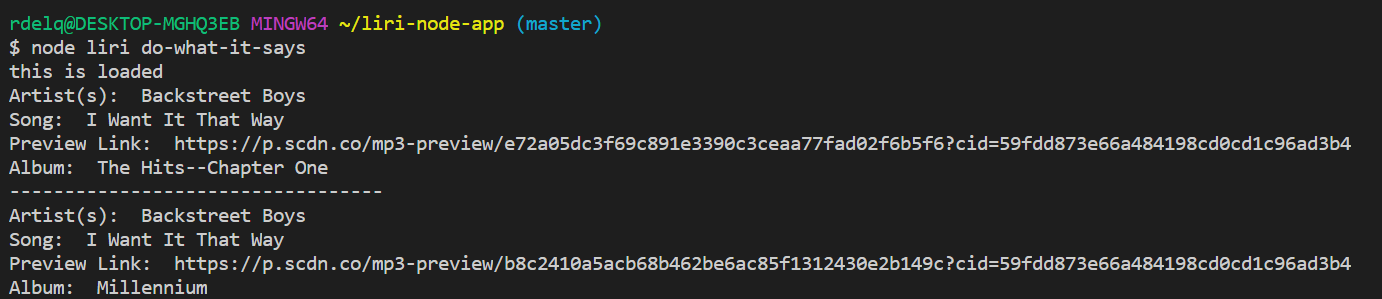 rdelq@DESKTOP-MGHQ3EB MINGW64 ~/liri-node-app (master)
$ node liri do-what-it-says
this is loaded
Artist(s):  Backstreet Boys
Song:  I Want It That Way
Preview Link:  https://p.scdn.co/mp3-preview/e72a05dc3f69c891e3390c3ceaa77fad02f6b5f6?cid=59fdd873e66a484198cd0cd1c96ad3b4
Album:  The Hits--Chapter One
----------------------------------
Artist(s):  Backstreet Boys
Song:  I Want It That Way
Preview Link:  https://p.scdn.co/mp3-preview/b8c2410a5acb68b462be6ac85f1312430e2b149c?cid=59fdd873e66a484198cd0cd1c96ad3b4
Album:  Millennium